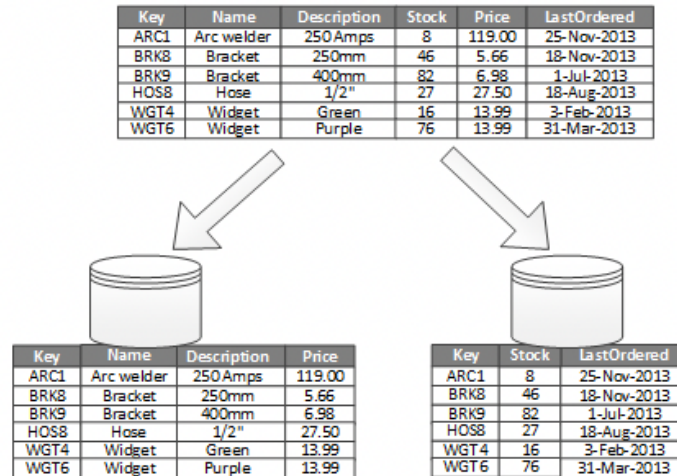 Key Name Description Stock Price LastOrdered
ARC1 Arc welder 250 Amps 8 119.00 25-Nov-2013
BRK8 Bracket 250mm 46 5.66 18-Nov-2013
BRK9 Bracket 400mm 82 6.98 1-Jul-2013
HOS8 Hose 1/2" 27 27.50 18-Aug-2013
WGT4 Widget Green 16 13.99 3-Feb-2013
WGT6 Widget Purple 76 13.99 31-Mar-2013
Key Name Description Price
ARC1 Arc welder 250 Amps 119.00
BRK8 Bracket 250mm 5.66
BRK9 Bracket 400mm 6.98
HOS8 Hose 1/2" 27.50
WGT4 Widget Green 13.99
WGT6 Widget Purple 13.99
Key Stock LastOrdered
ARC1 8 25-Nov-2013
BRK8 46 18-Nov-2013
BRK9 82 1-Jul-2013
HOS8 27 18-Aug-2013
WGT4 16 3-Feb-2013
WGT6 76 31-Mar-2013